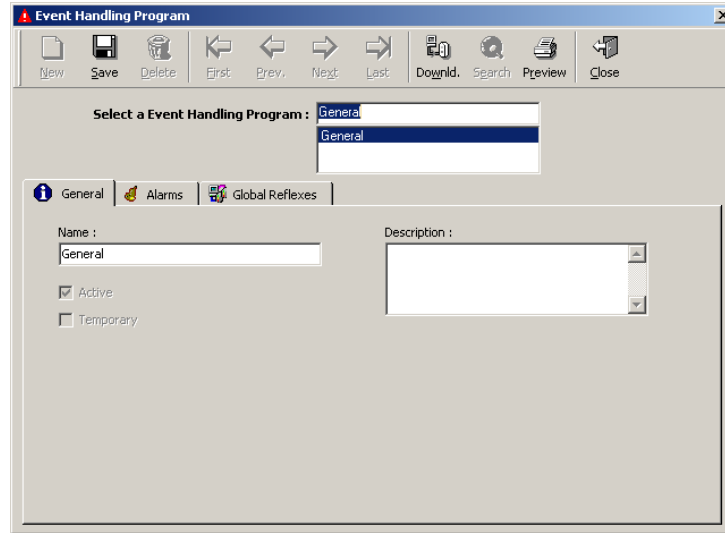 Event Handling Program
New Save Delete First Prev. Next Last Downld. Search Preview Close
Select a Event Handling Program : General
General
General Alarms Global Reflexes
Name : Description :
General
Active
Temporary